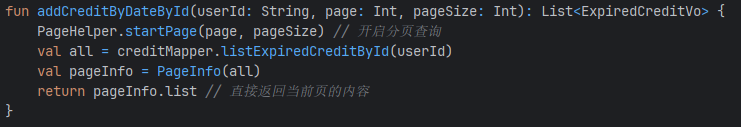 fun addCreditByDateById(userId: String, page: Int, pageSize: Int): List<ExpiredCreditVo> {
    PageHelper.startPage(page, pageSize) // 开启分页查询
    val all = creditMapper.listExpiredCreditById(userId)
    val pageInfo = PageInfo(all)
    return pageInfo.list // 直接返回当前页的内容
}